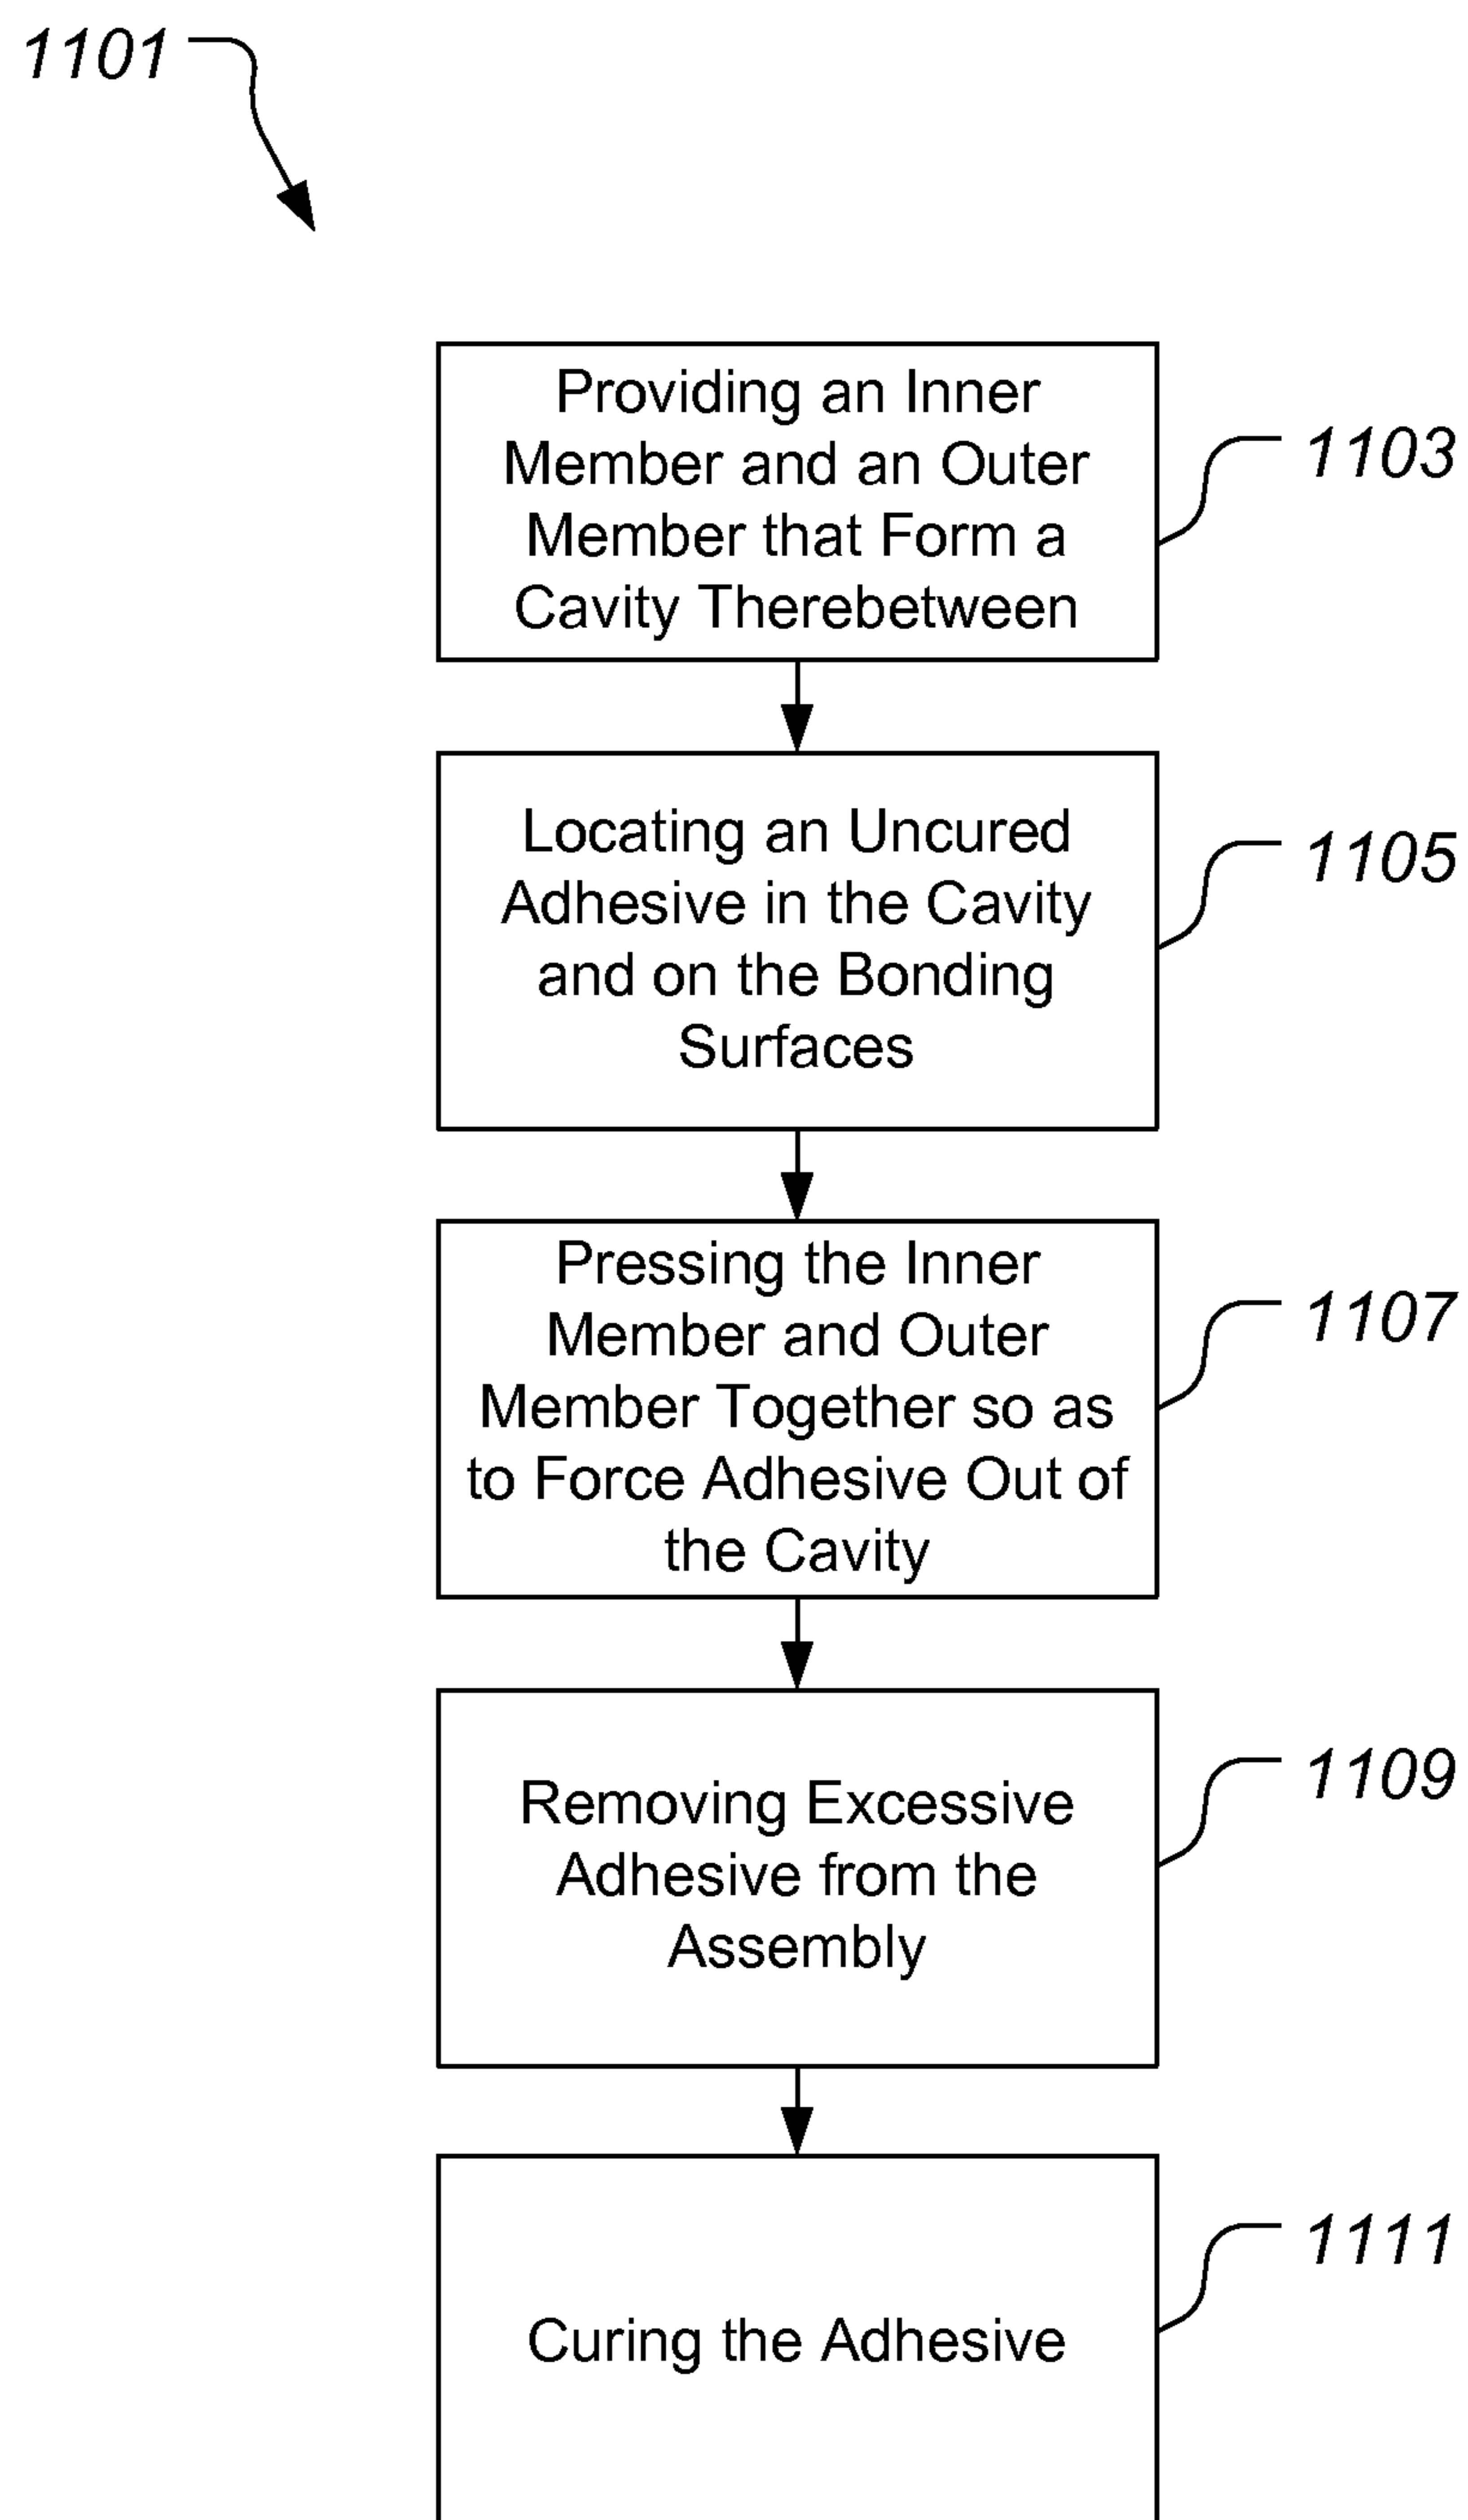 1101
Providing an Inner
Member and an Outer
Member that Form a
Cavity Therebetween
1103
Locating an Uncured
Adhesive in the Cavity
and on the Bonding
Surfaces
1105
Pressing the Inner
Member and Outer
Member Together so as
to Force Adhesive Out of
the Cavity
1107
Removing Excessive
Adhesive from the
Assembly
1109
Curing the Adhesive
1111